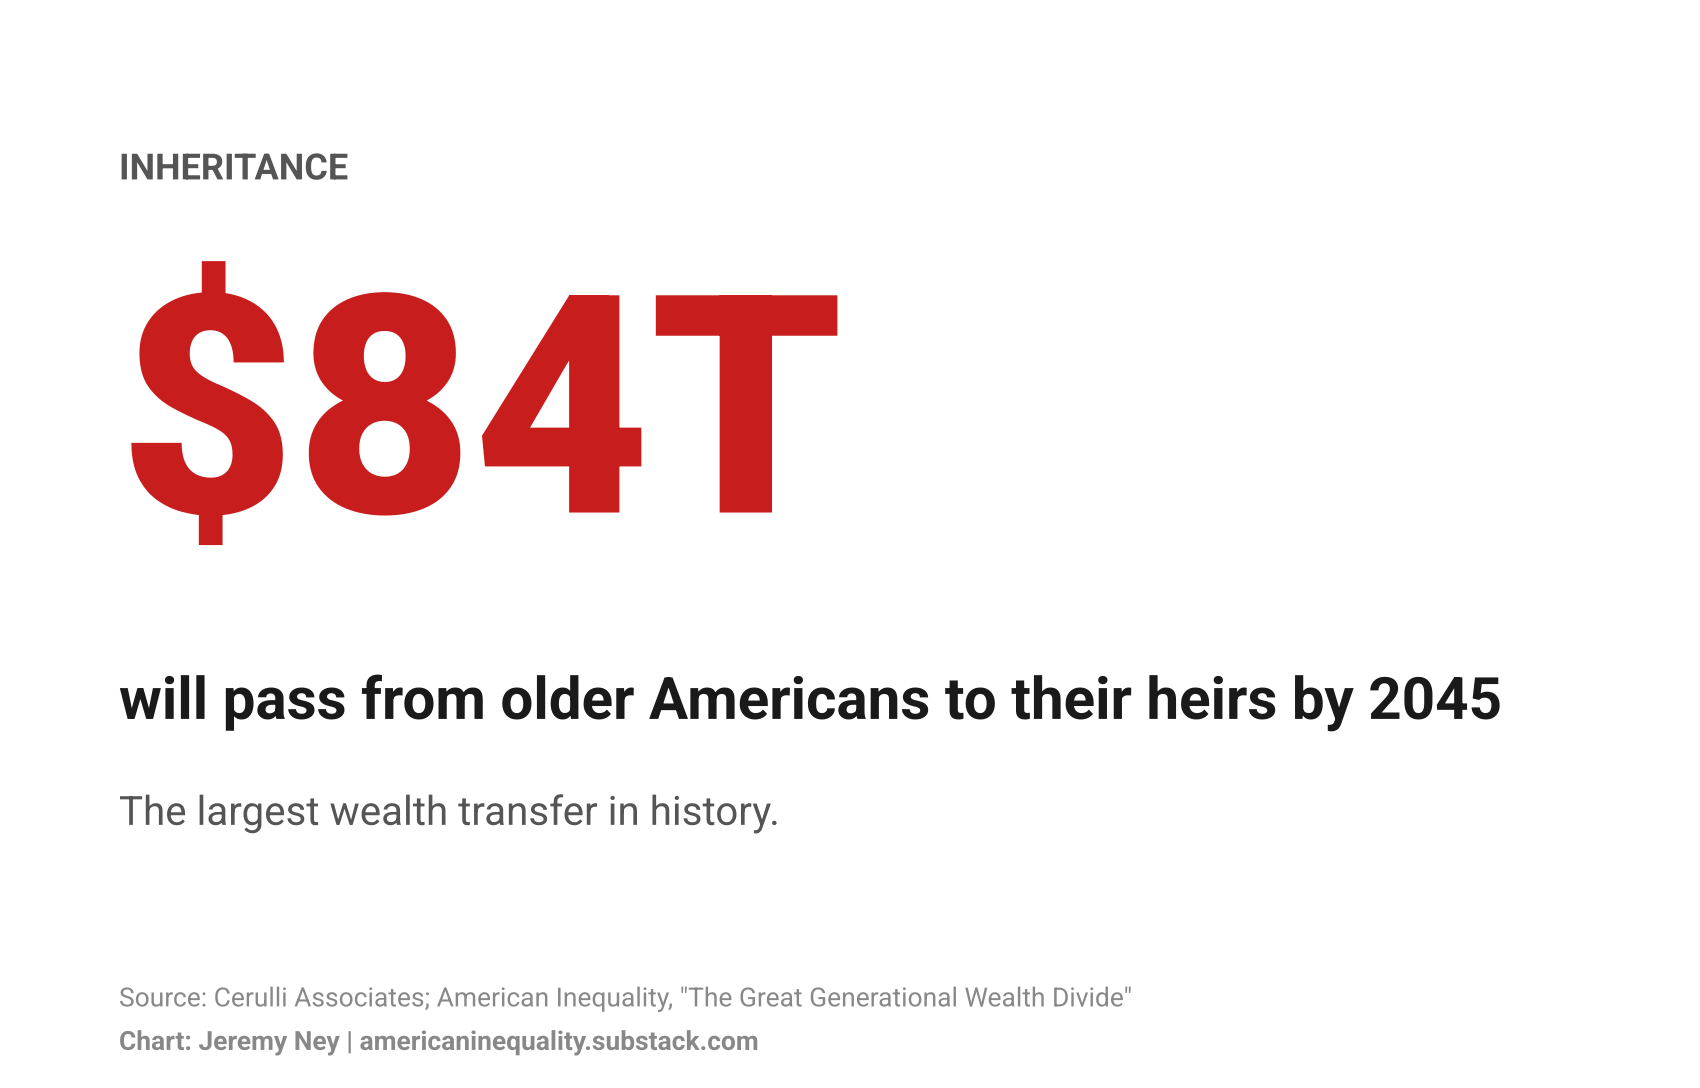 INHERITANCE
$84T
will pass from older Americans to their heirs by 2045
The largest wealth transfer in history.
Source: Cerulli Associates; American Inequality, "The Great Generational Wealth Divide"
Chart: Jeremy Ney | americaninequality.substack.com